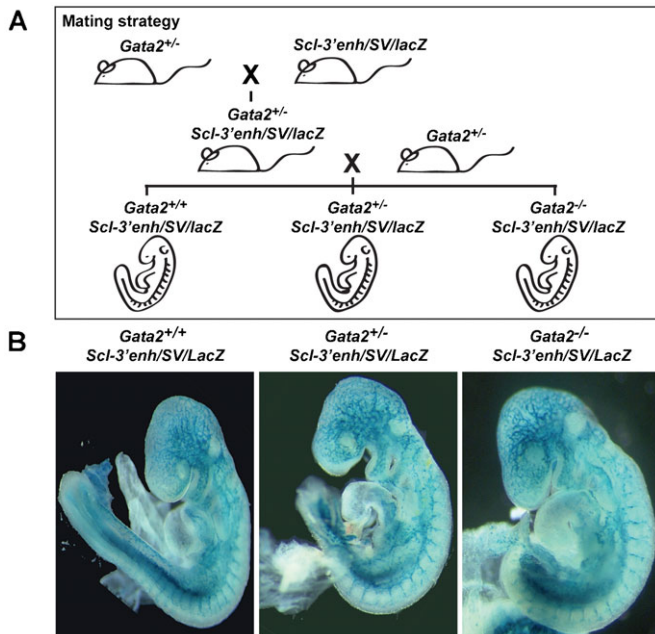 A
Mating strategy
Gata2+/-
Scl-3'enh/SV/lacZ
X
Gata2+/-
Scl-3'enh/SV/lacZ
Gata2+/-
X
Gata2+/+
Scl-3'enh/SV/lacZ
Gata2+/-
Scl-3'enh/SV/lacZ
Gata2-/-
Scl-3'enh/SV/lacZ
B
Gata2+/+
Scl-3'enh/SV/LacZ
Gata2+/-
Scl-3'enh/SV/LacZ
Gata2-/-
Scl-3'enh/SV/LacZ